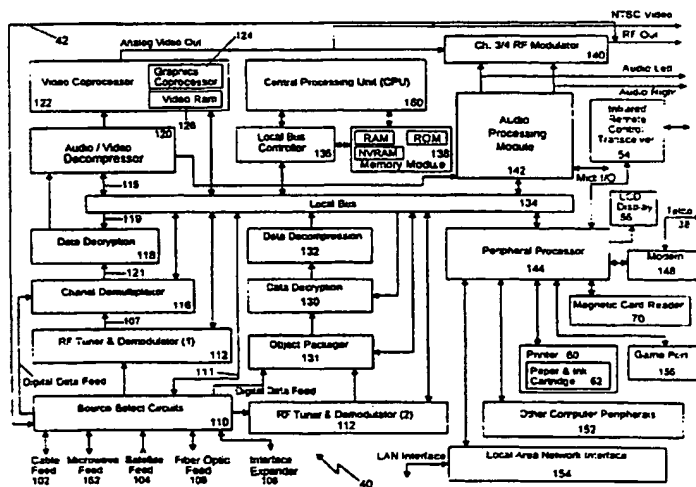 NTSC Video
42
Analog Video Out
124
RF Out
Ch. 3/4 RF Modulator
140
Audio Left
Audio Right
Video Coprocessor
122
Graphics
Coprocessor
Video Ram
126
Central Processing Unit (CPU)
160
Infrared
Remote
Control
Transceiver
54
Audio / Video
Decompressor
120
Local Bus
Controller
136
RAM
ROM
NVRAM
138
Memory Module
Audio
Processing
Module
142
115
Local Bus
134
LCD
Display
56
Telco
38
119
Data Decryption
118
Data Decompression
132
Peripheral Processor
144
Modem
148
121
Channel Demultiplexor
116
Data Decryption
130
Magnetic Card Reader
70
107
RF Tuner & Demodulator (1)
112
Object Packager
131
Printer 60
Paper & Ink
Cartridge 62
Game Port
156
Digital Data Feed
111
Digital Data Feed
Source Select Circuits
110
RF Tuner & Demodulator (2)
112
Other Computer Peripherals
152
Cable
Feed
102
Microwave
Feed
162
Satellite
Feed
104
Fiber Optic
Feed
Interface
Expander
40
LAN Interface
Local Area Network Interface
154